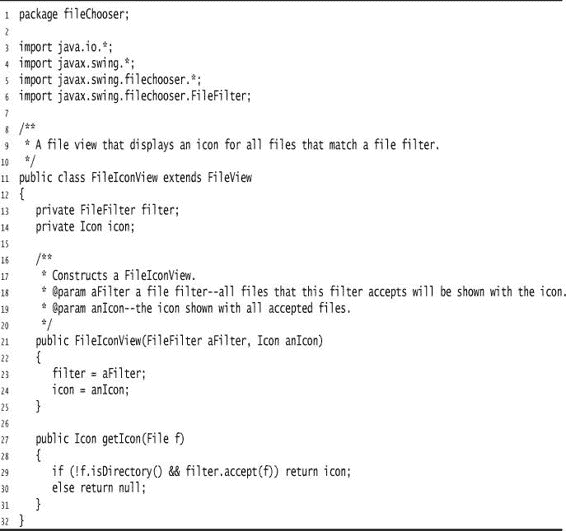 1 package fileChooser;
2
3 import java.io.*;
4 import javax.swing.*;
5 import javax.swing.filechooser.*;
6 import javax.swing.filechooser.FileFilter;
7
8 /**
9  * A file view that displays an icon for all files that match a file filter.
10  */
11 public class FileIconView extends FileView
12 {
13    private FileFilter filter;
14    private Icon icon;
15
16    /**
17     * Constructs a FileIconView.
18     * @param aFilter a file filter--all files that this filter accepts will be shown with the icon.
19     * @param anIcon--the icon shown with all accepted files.
20     */
21    public FileIconView(FileFilter aFilter, Icon anIcon)
22    {
23       filter = aFilter;
24       icon = anIcon;
25    }
26
27    public Icon getIcon(File f)
28    {
29       if (!f.isDirectory() && filter.accept(f)) return icon;
30       else return null;
31    }
32 }